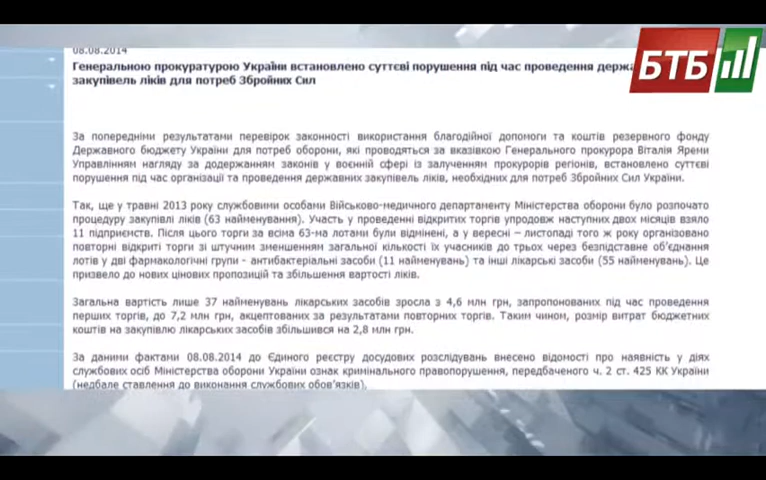 08.08.2014
Генеральною прокуратурою України встановлено суттєві порушення під час проведення держа
закупівель ліків для потреб Збройних Сил
БТБ
За попередніми результатами перевірок законності використання благодійної допомоги та коштів резервного фонду
Державного бюджету України для потреб оборони, які проводяться за вказівкою Генерального прокурора Віталія Яреми
Управлінням нагляду за додержанням законів у воєнній сфері із залученням прокурорів регіонів, встановлено суттєві
порушення під час організації та проведення державних закупівель ліків, необхідних для потреб Збройних Сил України.
Так, ще у травні 2013 року службовими особами Військово-медичного департаменту Міністерства оборони було розпочато
процедуру закупівлі ліків (63 найменування). Участь у проведенні відкритих торгів упродовж наступних двох місяців взяло
11 підприємств. Після цього торги за всіма 63-ма лотами були відмінені, а у вересні – листопаді того ж року організовано
повторні відкриті торги зі штучним зменшенням загальної кількості їх учасників до трьох через безпідставне об'єднання
лотів у дві фармакологічні групи - антибактеріальні засоби (11 найменувань) та інші лікарські засоби (55 найменувань). Це
призвело до нових цінових пропозицій та збільшення вартості ліків.
Загальна вартість лише 37 найменувань лікарських засобів зросла з 4,6 млн грн, запропонованих під час проведення
перших торгів, до 7,2 млн грн, акцептованих за результатами повторних торгів. Таким чином, розмір витрат бюджетних
коштів на закупівлю лікарських засобів збільшився на 2,8 млн грн.
За даними фактами 08.08.2014 до Єдиного реєстру досудових розслідувань внесено відомості про наявність у діях
службових осіб Міністерства оборони України ознак кримінального правопорушення, передбаченого ч. 2 ст. 425 КК України
(недбале ставлення до виконання службових обов'язків).